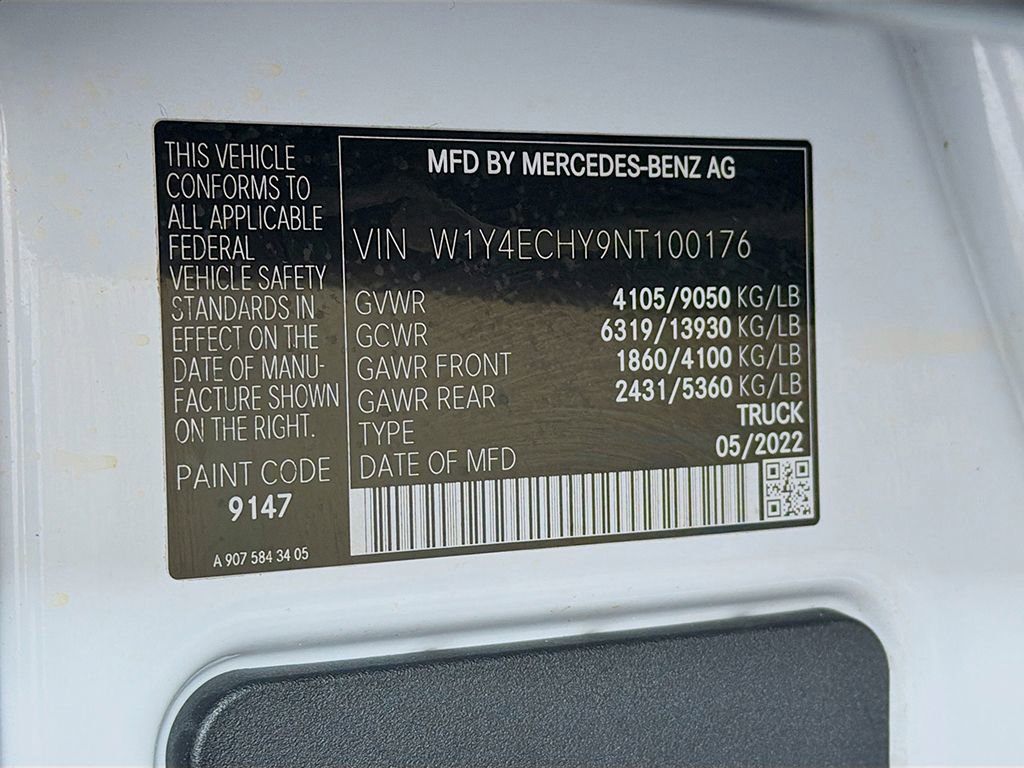 THIS VEHICLE
CONFORMS TO
ALL APPLICABLE
FEDERAL
VEHICLE SAFETY
STANDARDS IN
EFFECT ON THE
DATE OF MANU-
FACTURE SHOWN
ON THE RIGHT.
PAINT CODE
9147
A 907 584 34 05
MFD BY MERCEDES-BENZ AG
VIN W1Y4ECHY9NT100176
GVWR 4105/9050 KG/LB
GCWR 6319/13930 KG/LB
GAWR FRONT 1860/4100 KG/LB
GAWR REAR 2431/5360 KG/LB
TYPE TRUCK
DATE OF MFD 05/2022